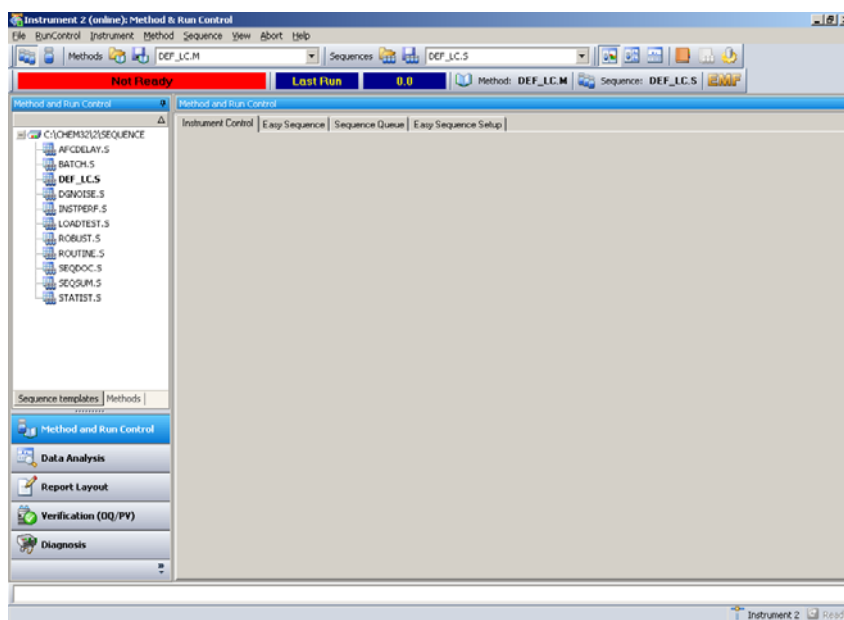 Instrument 2 (online): Method & Run Control
File RunControl Instrument Method Sequence View Abort Help
Methods DEF_LC.M Sequences DEF_LC.S
Not Ready Last Run 0.0 Method: DEF_LC.M Sequence: DEF_LC.S EMF
Method and Run Control Method and Run Control
Instrument Control Easy Sequence Sequence Queue Easy Sequence Setup
C:\CHEM32\2\SEQUENCE
AFCDELAY.S
BATCH.S
DEF_LC.S
DGNOISE.S
INSTPERF.S
LOADTEST.S
ROBUST.S
ROUTINE.S
SEQDOC.S
SEQSUM.S
STATIST.S
Sequence templates Methods
Method and Run Control
Data Analysis
Report Layout
Verification (OQ/PV)
Diagnosis
Instrument 2 Read